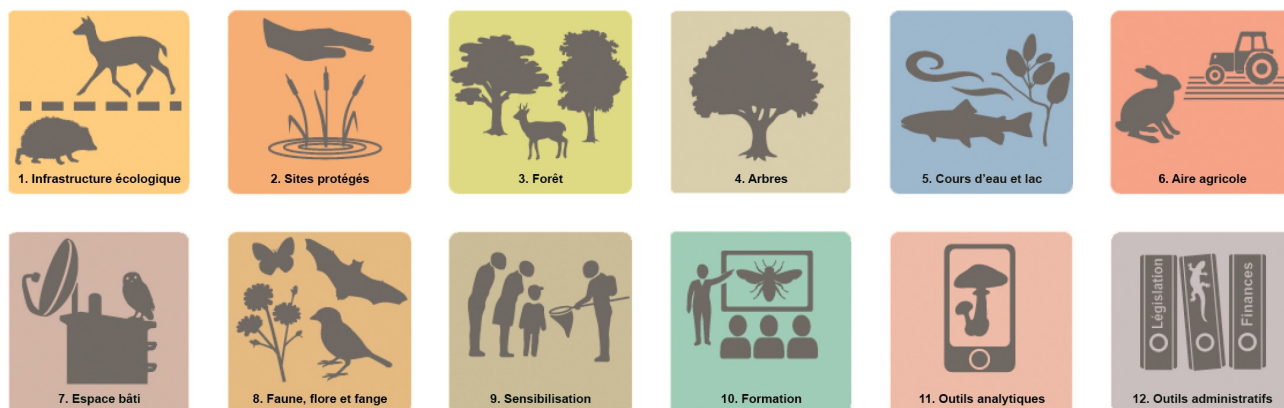 1. Infrastructure écologique
2. Sites protégés
3. Forêt
4. Arbres
5. Cours d'eau et lac
6. Aire agricole
7. Espace bâti
8. Faune, flore et fange
9. Sensibilisation
10. Formation
11. Outils analytiques
Législation
Finances
12. Outils administratifs